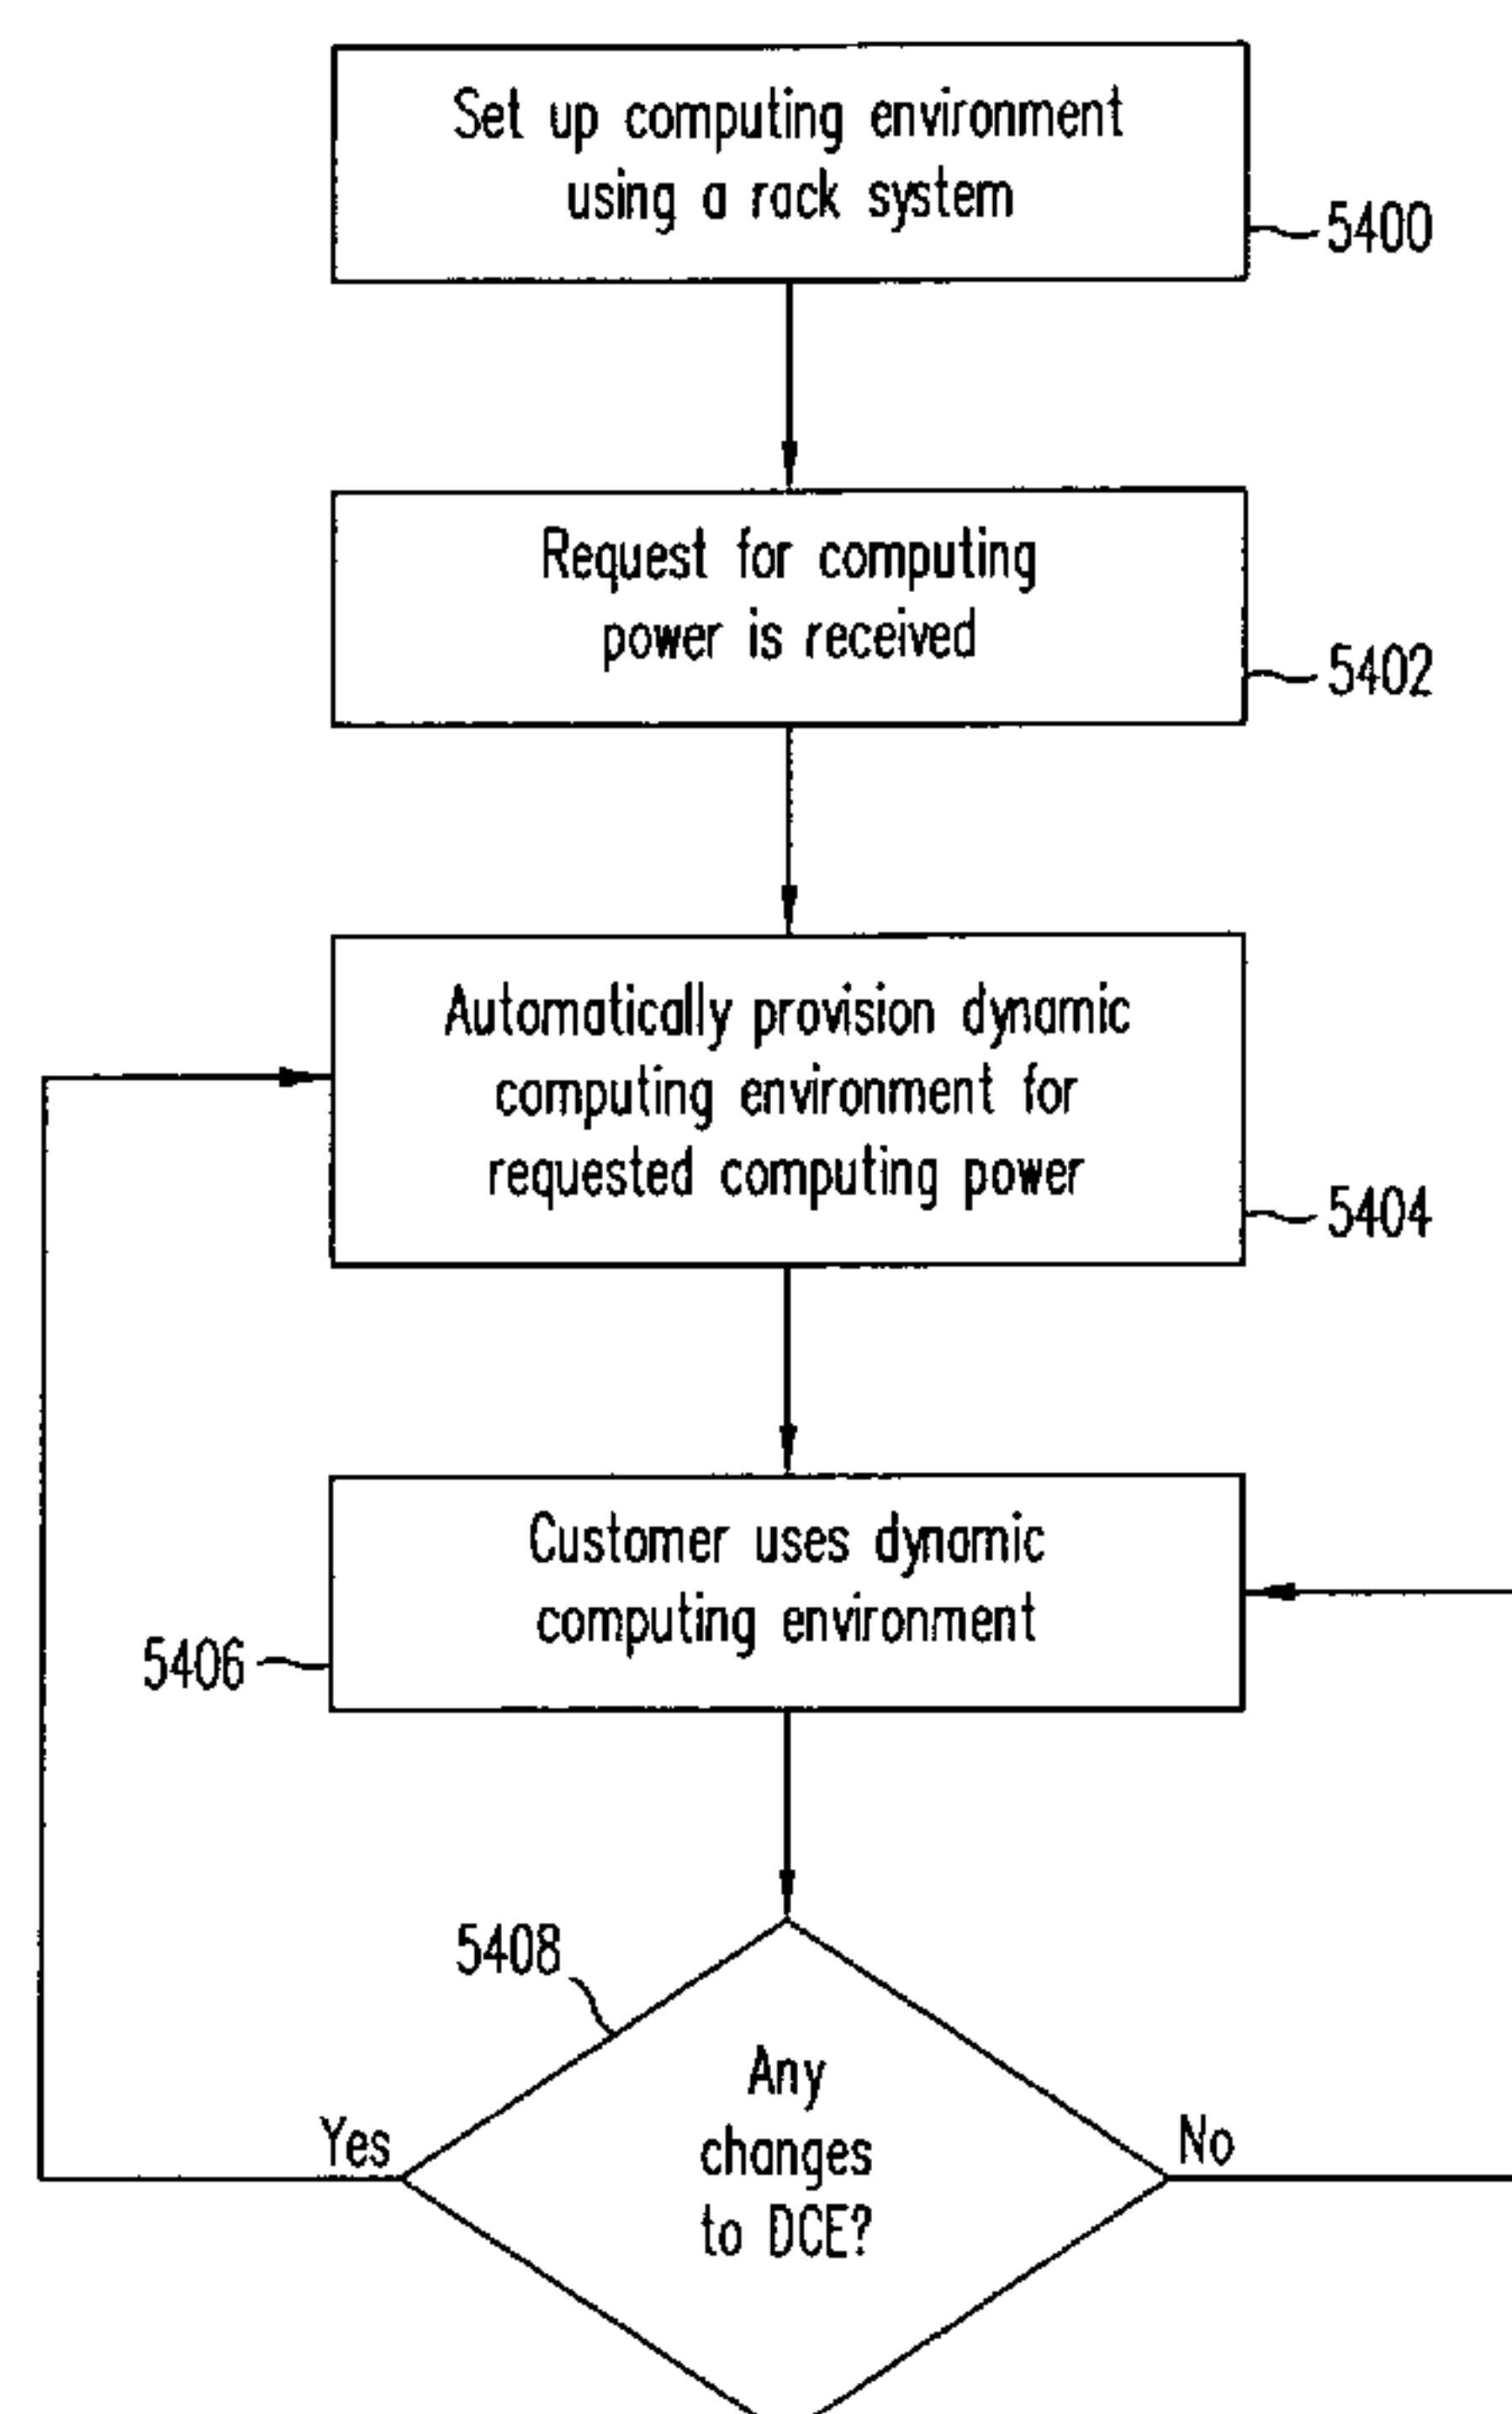 Set up computing environment
using a rack system
5400
Request for computing
power is received
5402
Automatically provision dynamic
computing environment for
requested computing power
5404
Customer uses dynamic
computing environment
5406
5408
Any
changes
to DCE?
Yes
No